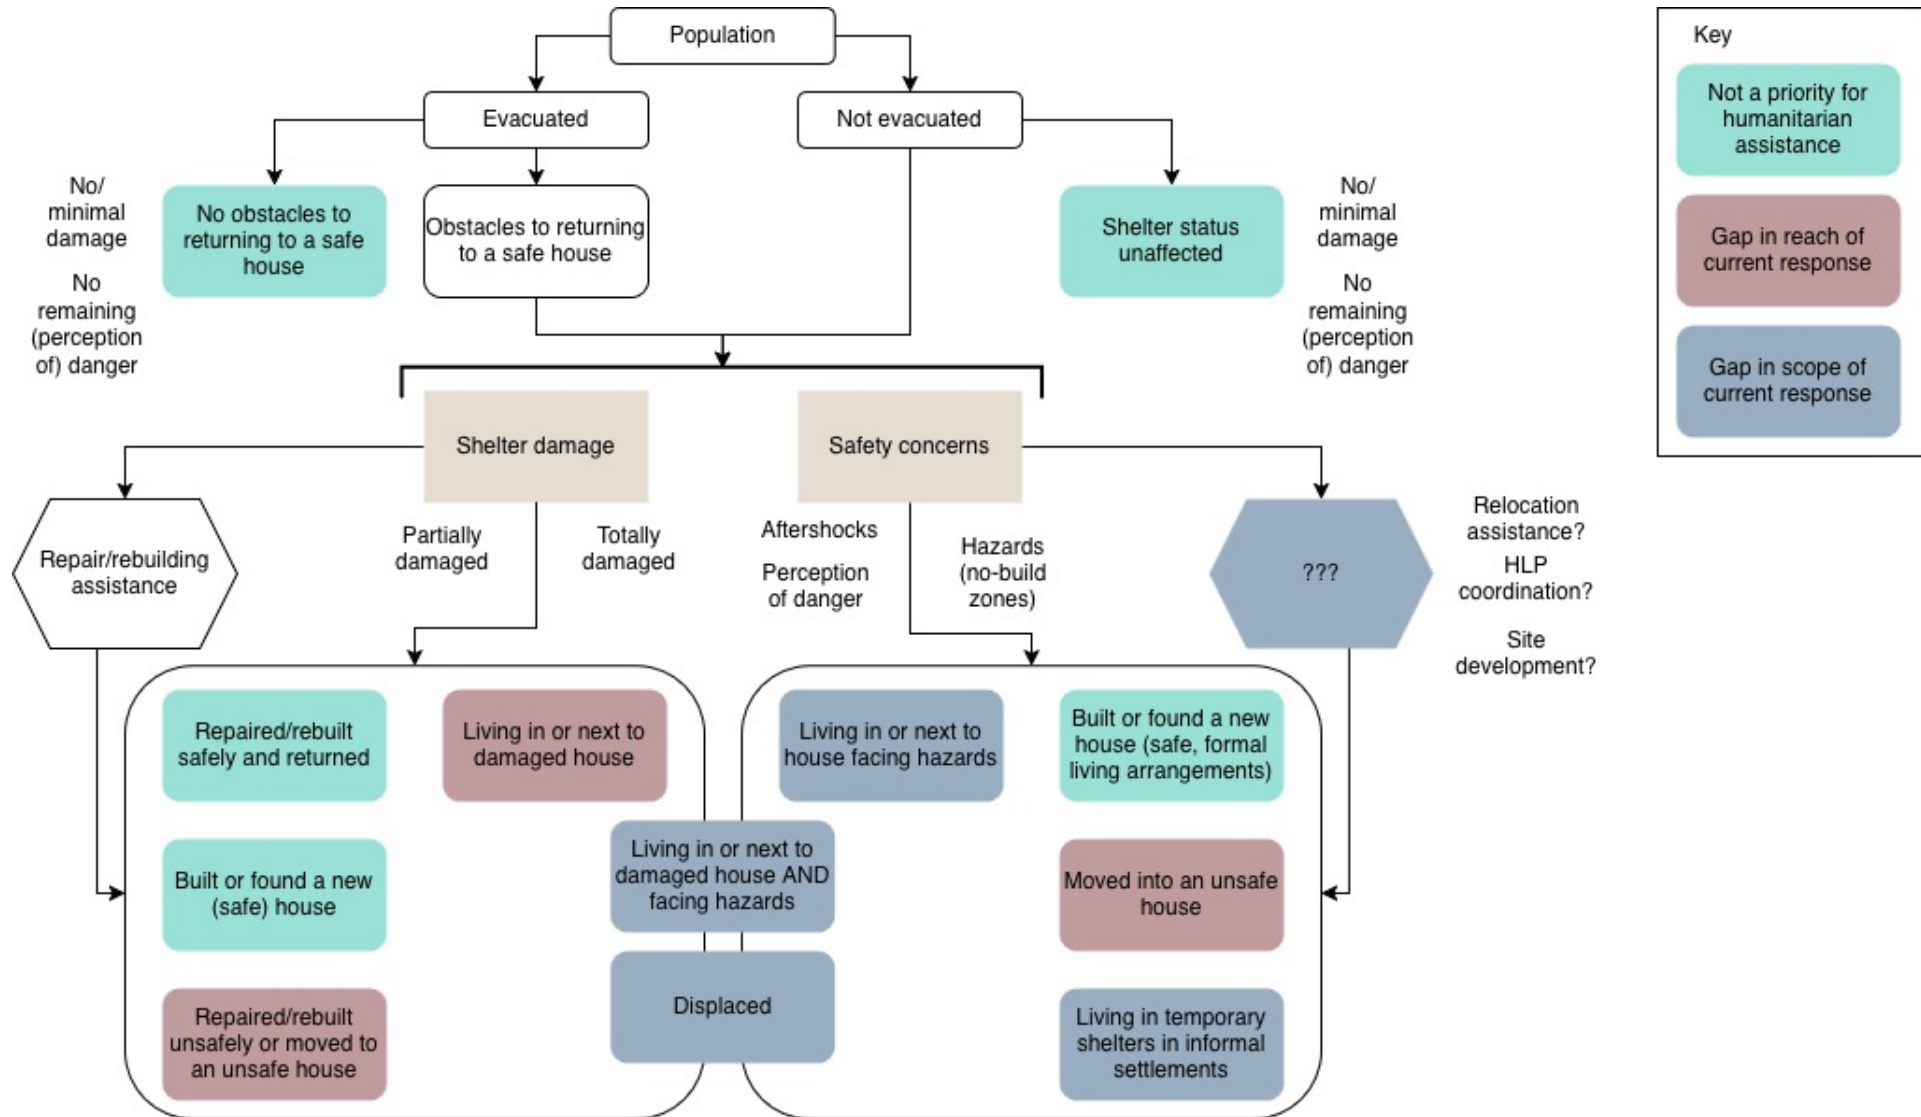 Population
Key
Evacuated
Not evacuated
Not a priority for
humanitarian
assistance
No/
minimal
damage
No
remaining
(perception
of) danger
No obstacles to
returning to a safe
house
Obstacles to returning
to a safe house
Shelter status
unaffected
No/
minimal
damage
No
remaining
(perception
of) danger
Gap in reach of
current response
Gap in scope of
current response
Shelter damage
Safety concerns
Repair/rebuilding
assistance
Partially
damaged
Totally
damaged
Aftershocks
Perception
of danger
Hazards
(no-build
zones)
???
Relocation
assistance?
HLP
coordination?
Site
development?
Repaired/rebuilt
safely and returned
Living in or next to
damaged house
Living in or next to
house facing hazards
Built or found a new
house (safe, formal
living arrangements)
Built or found a new
(safe) house
Living in or next to
damaged house AND
facing hazards
Moved into an unsafe
house
Repaired/rebuilt
unsafely or moved to
an unsafe house
Displaced
Living in temporary
shelters in informal
settlements